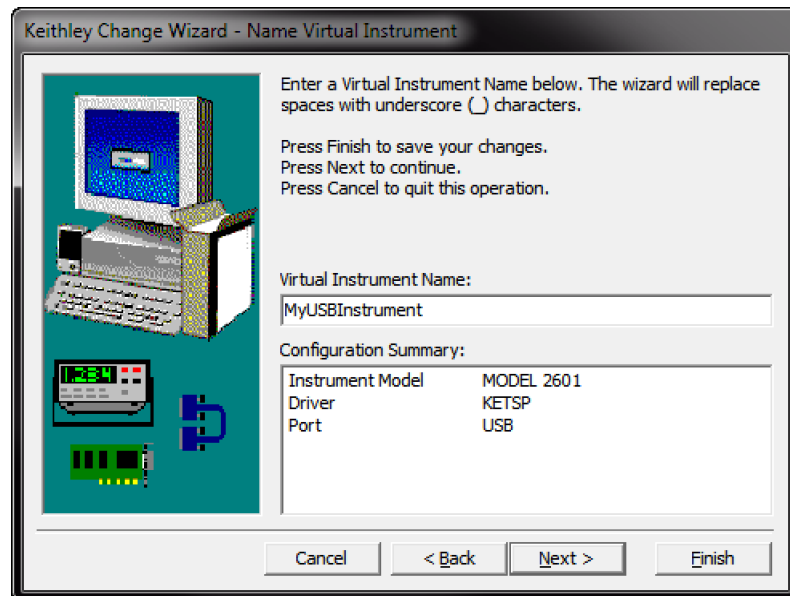 Keithley Change Wizard - Name Virtual Instrument
Enter a Virtual Instrument Name below. The wizard will replace
spaces with underscore (_) characters.
Press Finish to save your changes.
Press Next to continue.
Press Cancel to quit this operation.
Virtual Instrument Name:
MyUSBInstrument
Configuration Summary:
Instrument Model MODEL 2601
Driver KETSP
Port USB
1.284
Cancel < Back Next > Finish